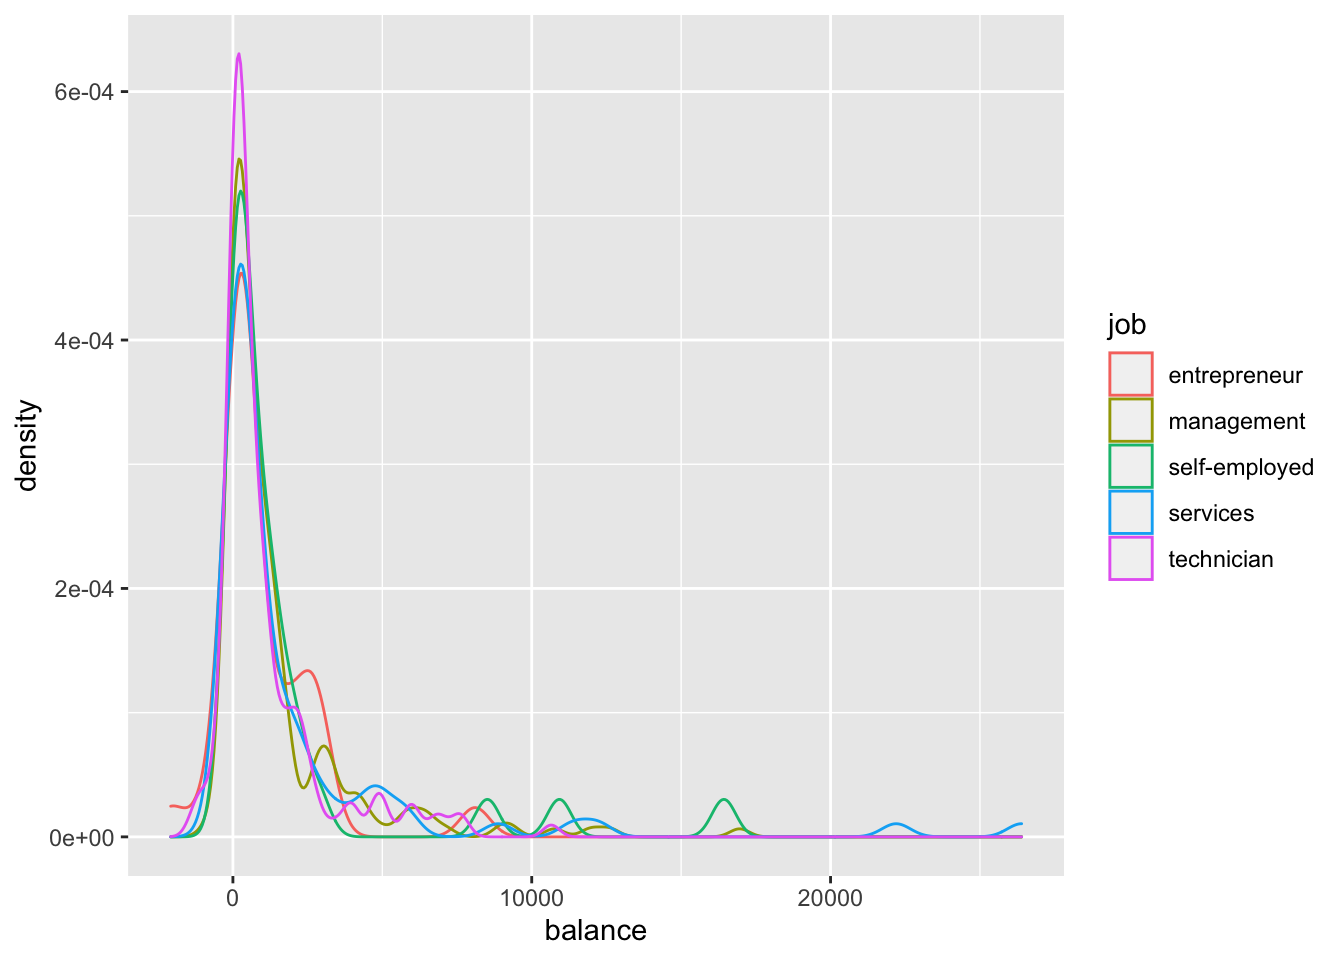 6e-04
4e-04
2e-04
0e+00
density
0
10000
20000
balance
job
entrepreneur
management
self-employed
services
technician